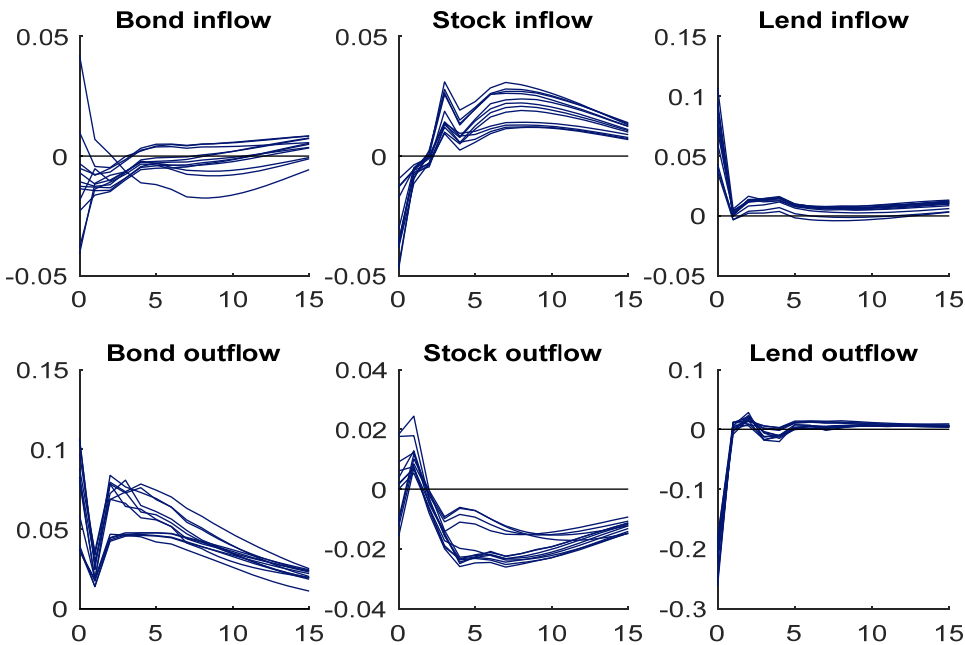 Bond inflow
0.05
0
-0.05
0 5 10 15
Stock inflow
0.05
0
-0.05
0 5 10 15
Lend inflow
0.15
0.1
0.05
0
-0.05
0 5 10 15
Bond outflow
0.15
0.1
0.05
0
0 5 10 15
Stock outflow
0.04
0.02
0
-0.02
-0.04
0 5 10 15
Lend outflow
0.1
0
-0.1
-0.2
-0.3
0 5 10 15